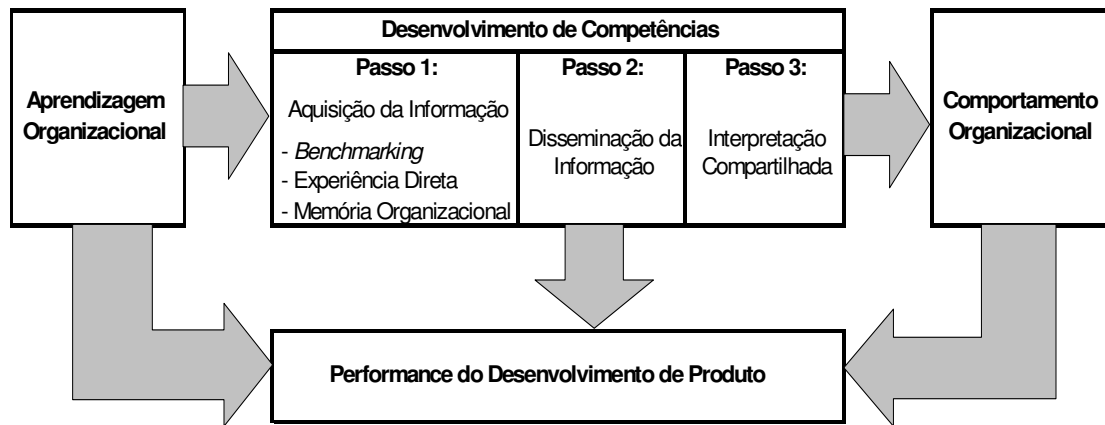 Aprendizagem
Organizacional
Desenvolvimento de Competências
Passo 1:
Aquisição da Informação
- Benchmarking
- Experiência Direta
- Memória Organizacional
Passo 2:
Disseminação da
Informação
Passo 3:
Interpretação
Compartilhada
Comportamento
Organizacional
Performance do Desenvolvimento de Produto